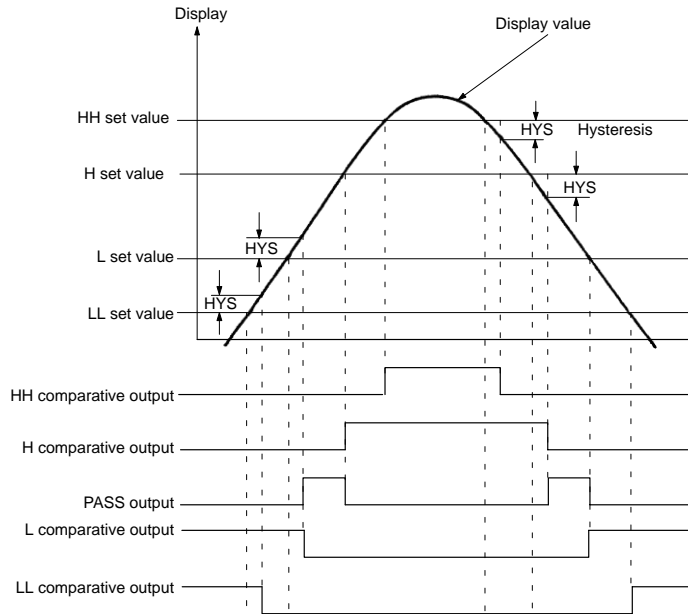 Display
Display value
HH set value
HYS
Hysteresis
H set value
HYS
HYS
L set value
HYS
LL set value
HH comparative output
H comparative output
PASS output
L comparative output
LL comparative output